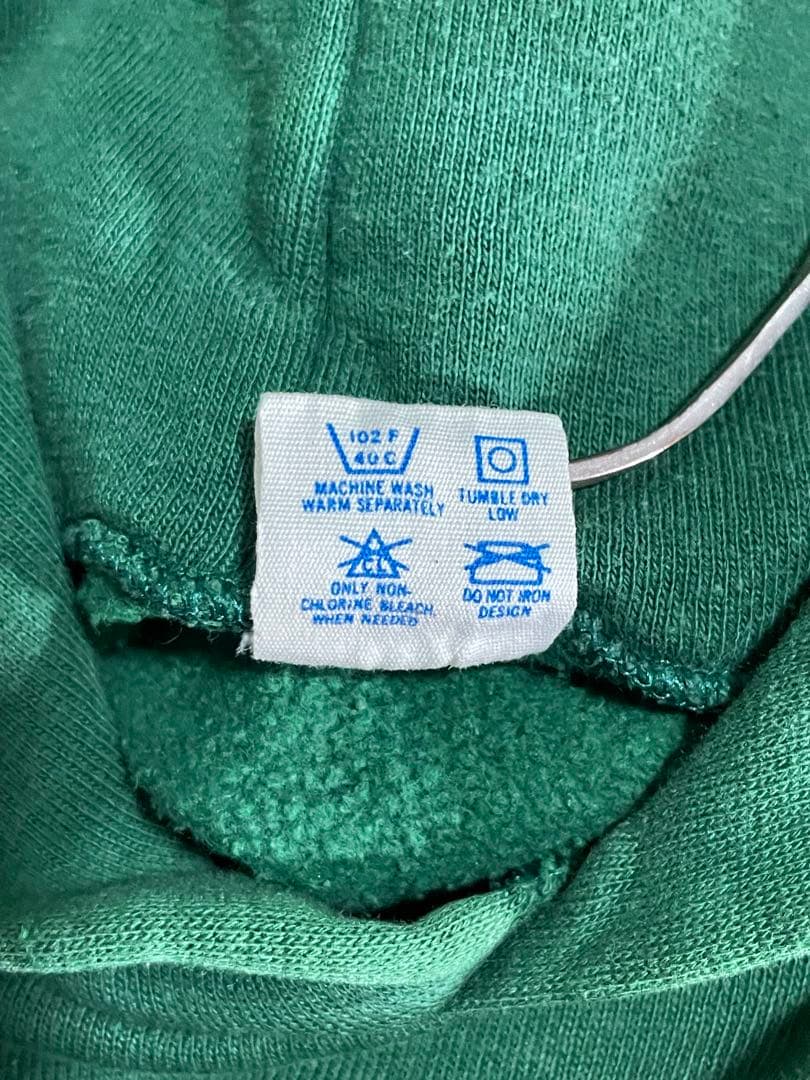 102 F
40 C
MACHINE WASH
WARM SEPARATELY
TUMBLE DRY
LOW
CL
ONLY NON-
CHLORINE BLEACH
WHEN NEEDED
DO NOT IRON
DESIGN